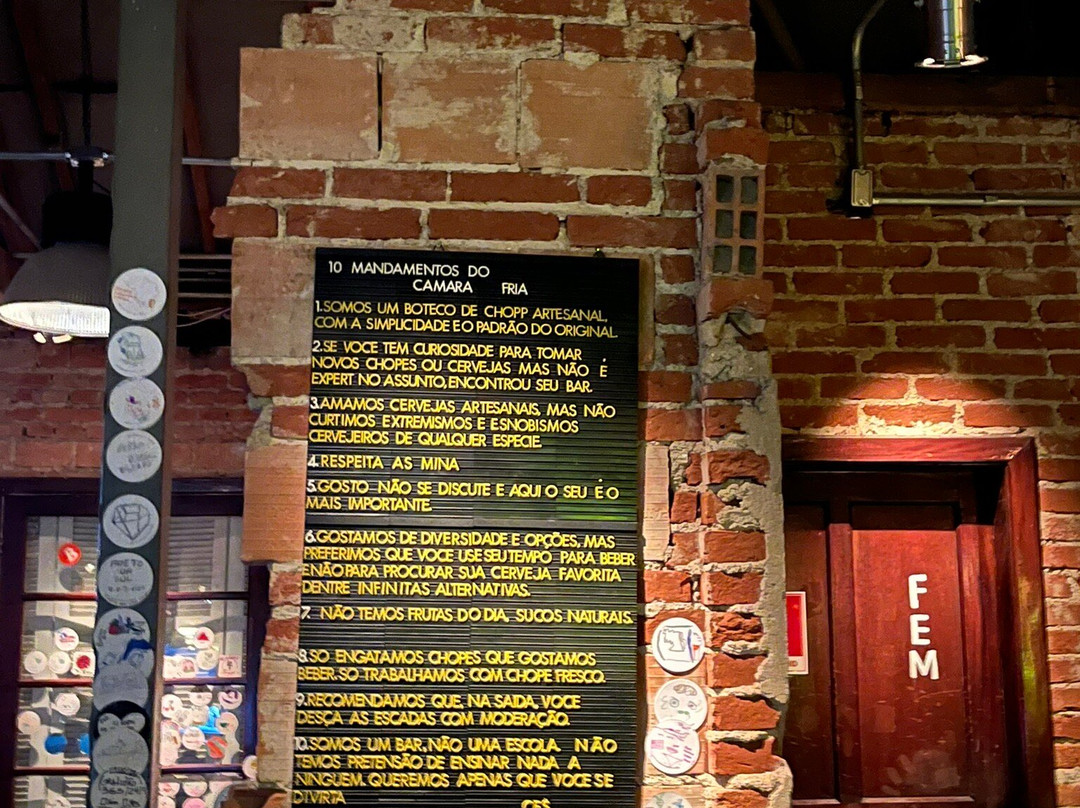 10 MANDAMENTOS DO
CAMARA FRIA
1.SOMOS UM BOTECO DE CHOPP ARTESANAL,
COM A SIMPLICIDADE E O PADRÃO DO ORIGINAL.
2.SE VOCE TEM CURIOSIDADE PARA TOMAR
NOVOS CHOPES OU CERVEJAS MAS NÃO É
EXPERT NO ASSUNTO, ENCONTROU SEU BAR.
3.AMAMOS CERVEJAS ARTESANAIS, MAS NÃO
CURTIMOS EXTREMISMOS E ESNOBISMOS
CERVEJEIROS DE QUALQUER ESPECIE.
4.RESPEITA AS MINA
5.GOSTO NÃO SE DISCUTE E AQUI O SEU É O
MAIS IMPORTANTE.
6.GOSTAMOS DE DIVERSIDADE E OPÇÕES, MAS
PREFERIMOS QUE VOCE USE SEU TEMPO PARA BEBER
E NÃO PARA PROCURAR SUA CERVEJA FAVORITA
DENTRE INFINITAS ALTERNATIVAS.
7. NÃO TEMOS FRUTAS DO DIA, SUCOS NATURAIS.
8.SO ENGATAMOS CHOPES QUE GOSTAMOS
BEBER. SO TRABALHAMOS COM CHOPE FRESCO.
9.RECOMENDAMOS QUE, NA SAIDA, VOCE
DESÇA AS ESCADAS COM MODERAÇÃO.
10.SOMOS UM BAR, NÃO UMA ESCOLA. NÃO
TEMOS PRETENSÃO DE ENSINAR NADA A
NINGUEM. QUEREMOS APENAS QUE VOCE SE
DIVIRTA
FEM